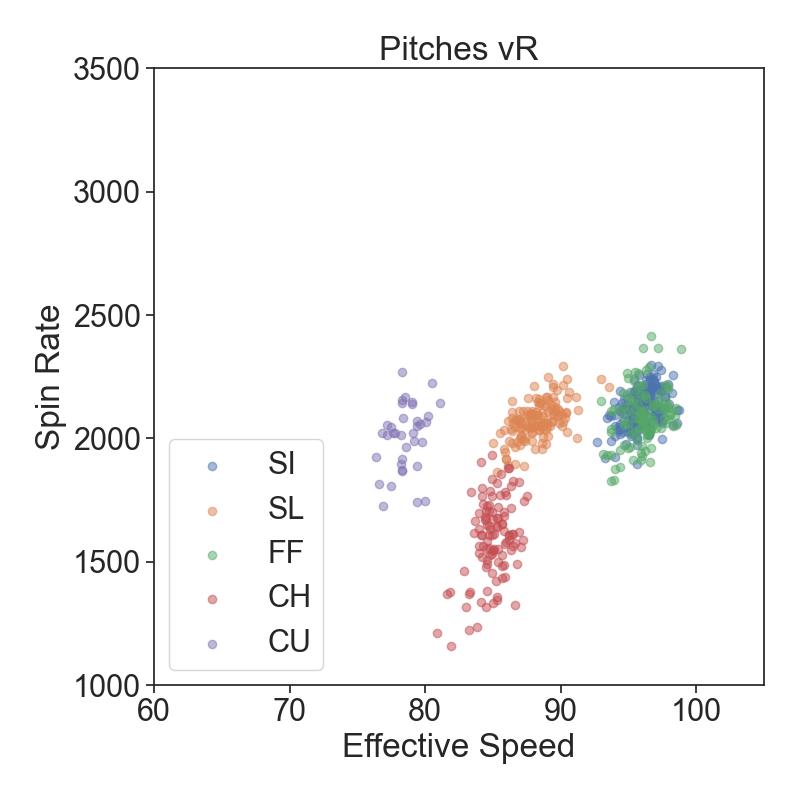 Pitches vR
3500
3000
2500
2000
1500
1000
Spin Rate
SI
SL
FF
CH
CU
60 70 80 90 100
Effective Speed